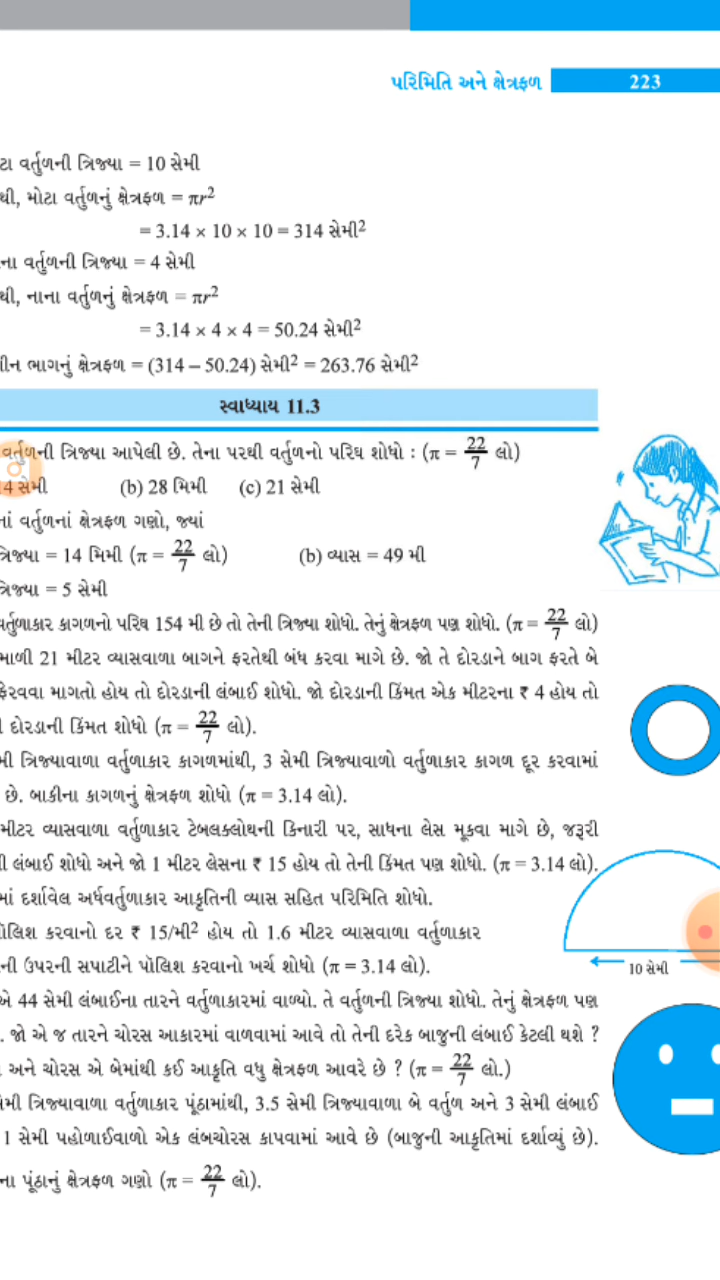 પરિમિતિ અને ક્ષેત્રફળ 223
ટા વર્તુળની ત્રિજ્યા = 10 સેમી
થી, મોટા વર્તુળનું ક્ષેત્રફળ = πr²
= 3.14 × 10 × 10 = 314 સેમી²
ના વર્તુળની ત્રિજ્યા = 4 સેમી
થી, નાના વર્તુળનું ક્ષેત્રફળ = πr²
= 3.14 × 4 × 4 = 50.24 સેમી²
ીન ભાગનું ક્ષેત્રફળ = (314 – 50.24) સેમી² = 263.76 સેમી²
સ્વાધ્યાય 11.3
વર્તુળની ત્રિજ્યા આપેલી છે. તેના પરથી વર્તુળનો પરિઘ શોધો : (π = 22/7 લો)
4 સેમી (b) 28 મિમી (c) 21 સેમી
નાં વર્તુળનાં ક્ષેત્રફળ ગણો, જ્યાં
ત્રિજ્યા = 14 મિમી (π = 22/7 લો) (b) વ્યાસ = 49 મી
ત્રિજ્યા = 5 સેમી
વર્તુળાકાર કાગળનો પરિઘ 154 મી છે તો તેની ત્રિજ્યા શોધો. તેનું ક્ષેત્રફળ પણ શોધો. (π = 22/7 લો)
માળી 21 મીટર વ્યાસવાળા બાગને ફરતેથી બંધ કરવા માગે છે. જો તે દોરડાને બાગ ફરતે બે
ફેરવવા માગતો હોય તો દોરડાની લંબાઈ શોધો. જો દોરડાની કિંમત એક મીટરના ₹ 4 હોય તો
ી દોરડાની કિંમત શોધો (π = 22/7 લો).
મી ત્રિજ્યાવાળા વર્તુળાકાર કાગળમાંથી, 3 સેમી ત્રિજ્યાવાળો વર્તુળાકાર કાગળ દૂર કરવામાં
છે. બાકીના કાગળનું ક્ષેત્રફળ શોધો (π = 3.14 લો).
મીટર વ્યાસવાળા વર્તુળાકાર ટેબલક્લોથની કિનારી પર, સાધના લેસ મૂકવા માગે છે, જરૂરી
ી લંબાઈ શોધો અને જો 1 મીટર લેસના ₹ 15 હોય તો તેની કિંમત પણ શોધો. (π = 3.14 લો).
માં દર્શાવેલ અર્ધવર્તુળાકાર આકૃતિની વ્યાસ સહિત પરિમિતિ શોધો.
પૉલિશ કરવાનો દર ₹ 15/મી² હોય તો 1.6 મીટર વ્યાસવાળા વર્તુળાકાર
ની ઉપરની સપાટીને પૉલિશ કરવાનો ખર્ચ શોધો (π = 3.14 લો).
10 સેમી
એ 44 સેમી લંબાઈના તારને વર્તુળાકારમાં વાળ્યો. તે વર્તુળની ત્રિજ્યા શોધો. તેનું ક્ષેત્રફળ પણ
. જો એ જ તારને ચોરસ આકારમાં વાળવામાં આવે તો તેની દરેક બાજુની લંબાઈ કેટલી થશે ?
અને ચોરસ એ બેમાંથી કઈ આકૃતિ વધુ ક્ષેત્રફળ આવરે છે ? (π = 22/7 લો.)
મી ત્રિજ્યાવાળા વર્તુળાકાર પૂંઠામાંથી, 3.5 સેમી ત્રિજ્યાવાળા બે વર્તુળ અને 3 સેમી લંબાઈ
1 સેમી પહોળાઈવાળો એક લંબચોરસ કાપવામાં આવે છે (બાજુની આકૃતિમાં દર્શાવ્યું છે).
ના પૂંઠાનું ક્ષેત્રફળ ગણો (π = 22/7 લો).